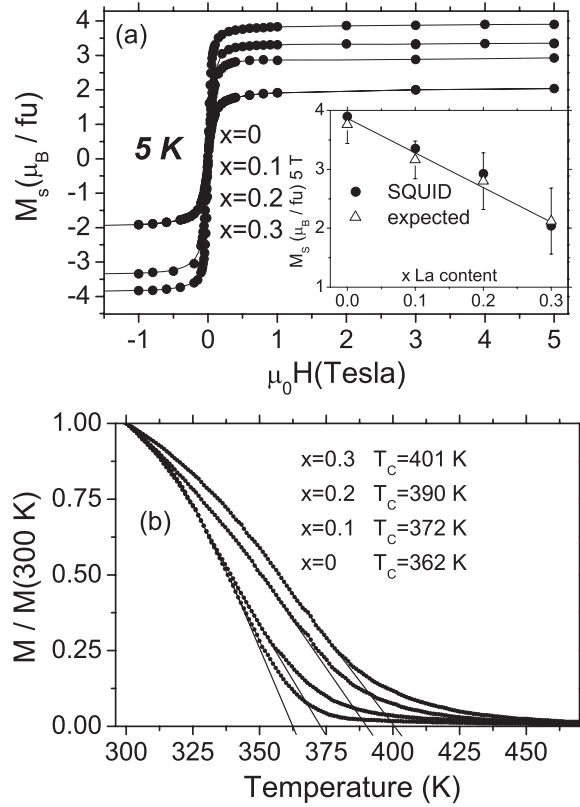 (a)
4
3
2
1
0
-1
-2
-3
-4
M_s(μ_B / fu)
5 K
x=0
x=0.1
x=0.2
x=0.3
4
3
2
1
M_s (μ_B / fu) 5 T
SQUID
expected
x La content
0.0 0.1 0.2 0.3
-1 0 1 2 3 4 5
μ_0H(Tesla)
1.00
0.75
0.50
0.25
0.00
M / M(300 K)
(b)
x=0.3 T_C=401 K
x=0.2 T_C=390 K
x=0.1 T_C=372 K
x=0 T_C=362 K
300 325 350 375 400 425 450
Temperature (K)